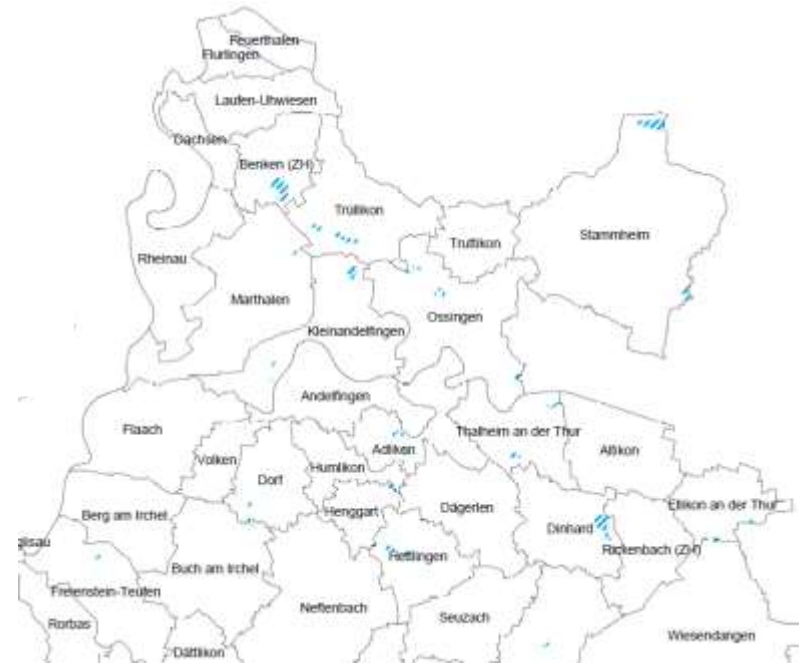 Feuerthalen
Flurlingen
Laufen-Uhwiesen
Dachsen
Benken (ZH)
Trüllikon
Truttikon
Stammheim
Rheinau
Marthalen
Ossingen
Kleinandelfingen
Andelfingen
Flaach
Thalheim an der Thur
Adlikon
Altikon
Volken
Humlikon
Dorf
Ellikon an der Thur
Henggart
Dägerlen
Berg am Irchel
Dinhard
glisau
Rickenbach (ZH)
Hettlingen
Buch am Irchel
Freienstein-Teufen
Neftenbach
Seuzach
Rorbas
Wiesendangen
Dättlikon